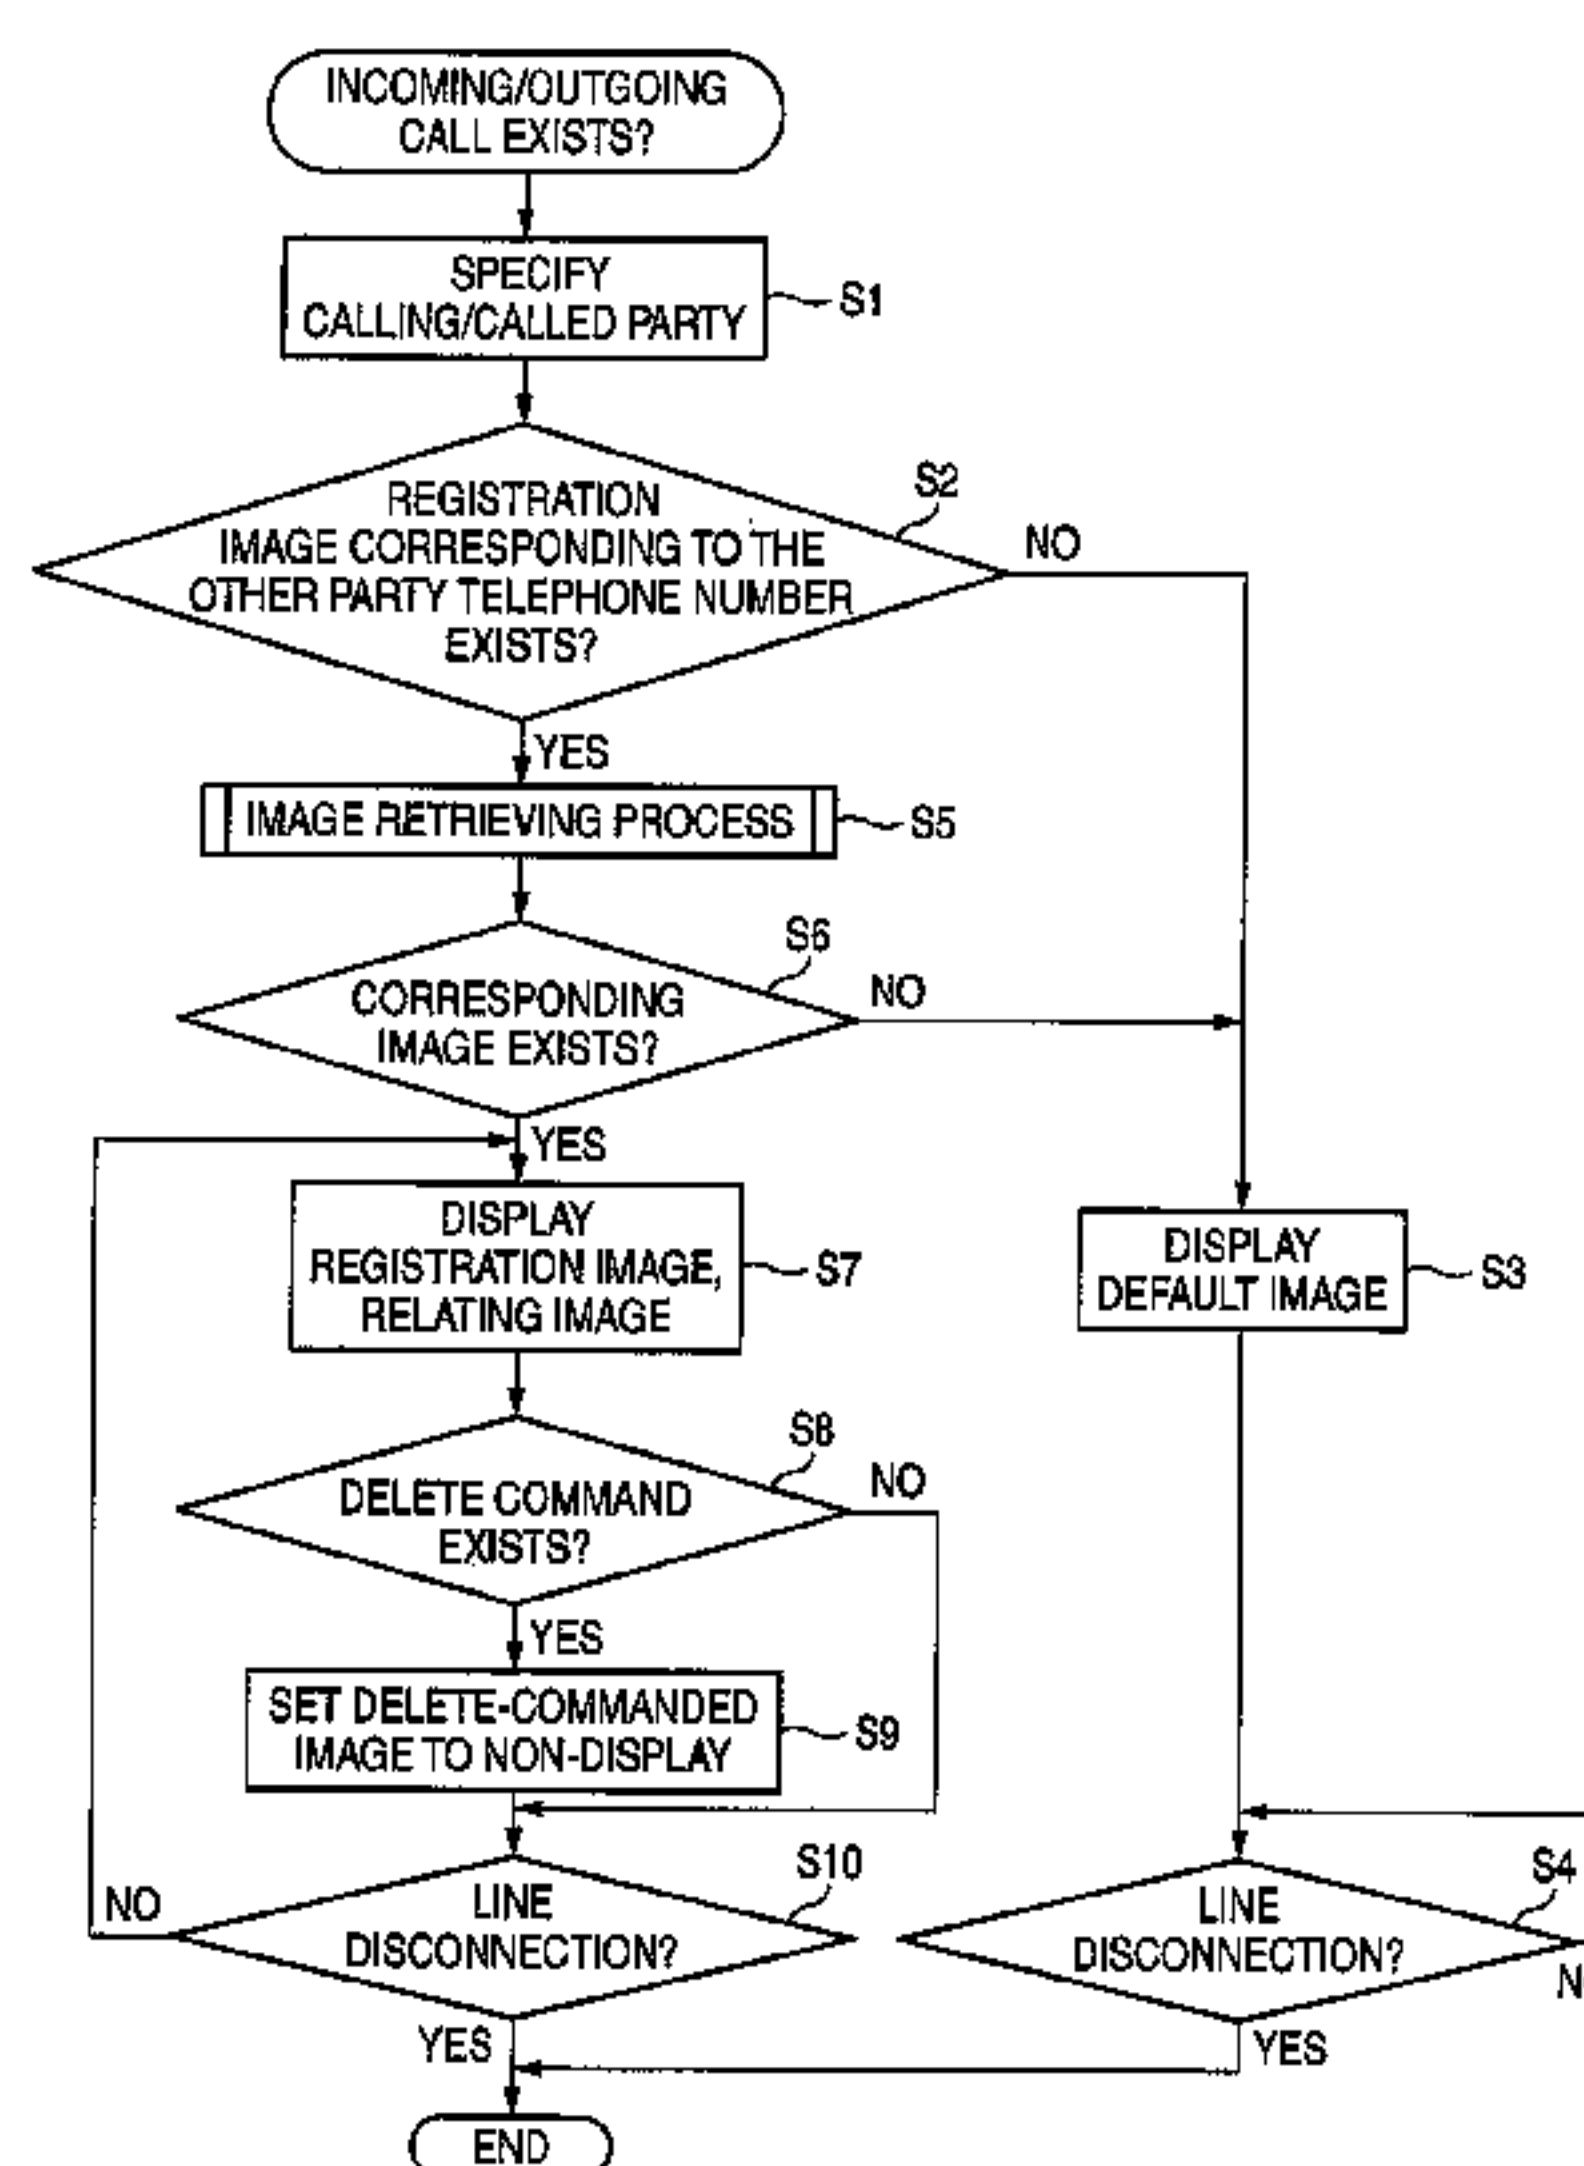 INCOMING/OUTGOING
CALL EXISTS?
SPECIFY
CALLING/CALLED PARTY
S1
S2
REGISTRATION
IMAGE CORRESPONDING TO THE
OTHER PARTY TELEPHONE NUMBER
EXISTS?
NO
YES
IMAGE RETRIEVING PROCESS
S5
S6
CORRESPONDING
IMAGE EXISTS?
NO
YES
DISPLAY
REGISTRATION IMAGE,
RELATING IMAGE
S7
DISPLAY
DEFAULT IMAGE
S3
S8
DELETE COMMAND
EXISTS?
NO
YES
SET DELETE-COMMANDED
IMAGE TO NON-DISPLAY
S9
S10
LINE
DISCONNECTION?
NO
YES
S4
LINE
DISCONNECTION?
YES
END